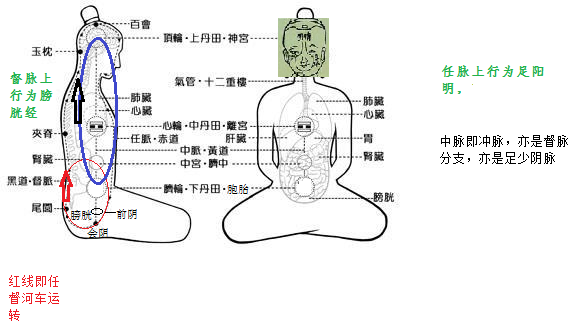 百會
頂輪·上丹田·神宮
玉枕
明睛
氣管·十二重樓
督脉上
行为膀
胱经
任脉上行为足阳
明。
肺臟
心臟
肺臟
心臟
心輪·中丹田·離宮
任脈·赤道
肝臟
胃
夾脊
中脈·黃道
中宮·臍中
腎臟
腎臟
中脉即冲脉，亦是督脉
分支，亦是足少阴脉
黑道·督脈
臍輪·下丹田·胞胎
膀胱
尾閭
膀胱
前阴
会阴
红线即任
督河车运
转